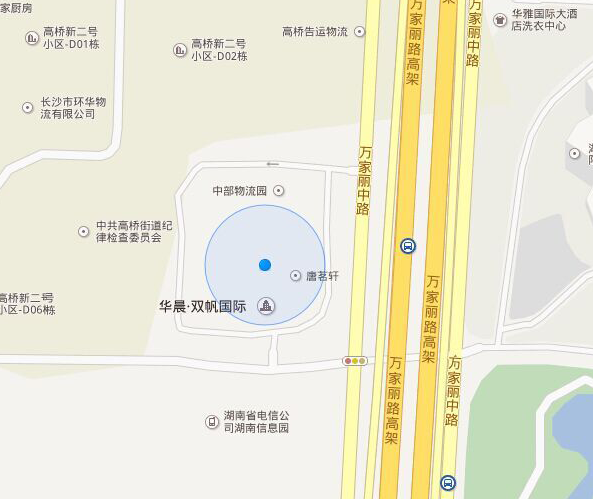 家厨房
高桥新二号
小区-D01栋
高桥新二号
小区-D02栋
高桥告运物流
华雅国际大酒
店洗衣中心
万家丽路高架
万家丽中路
长沙市环华物
流有限公司
万家丽中路
中部物流园
中共高桥街道纪
律检查委员会
唐茗轩
华晨·双帆国际
高桥新二号
小区-D06栋
万家丽路高架
万家丽路高架
万家丽中路
湖南省电信公
司湖南信息园